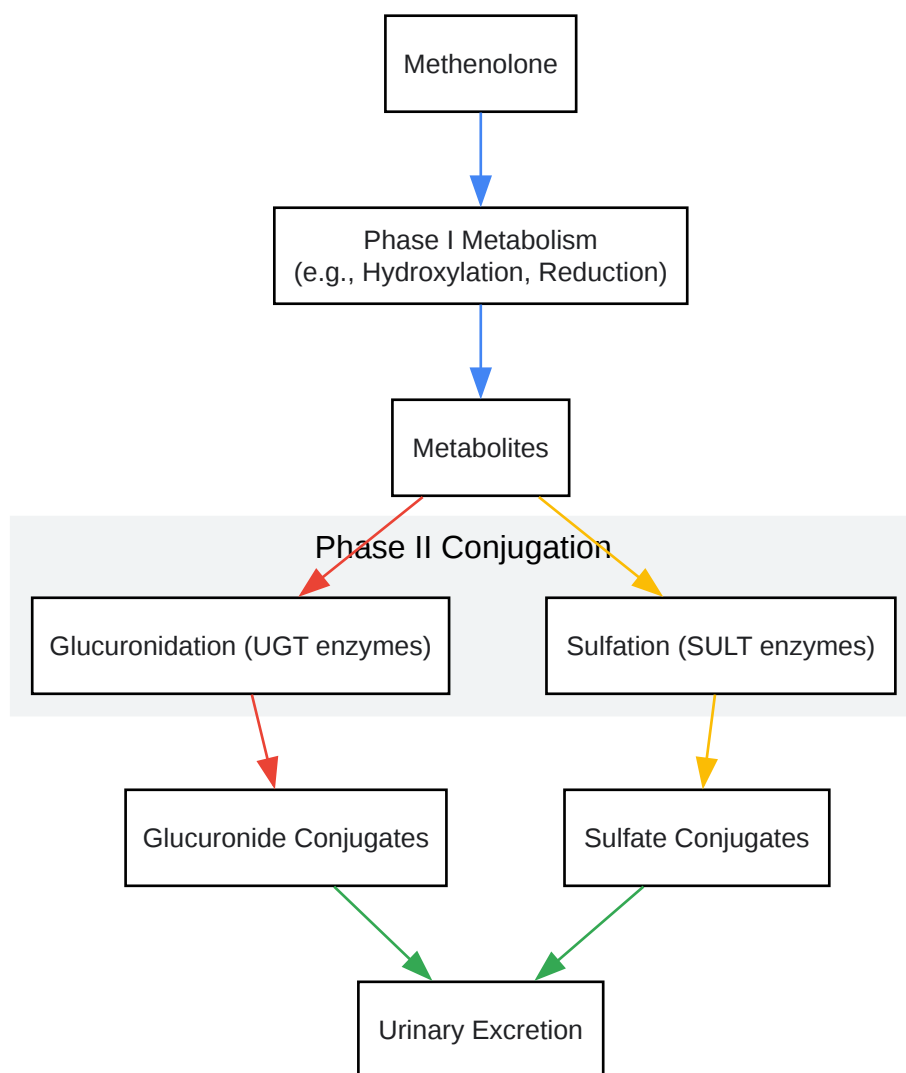 Methenolone
Phase I Metabolism
(e.g., Hydroxylation, Reduction)
Metabolites
Phase II Conjugation
Glucuronidation (UGT enzymes)
Sulfation (SULT enzymes)
Glucuronide Conjugates
Sulfate Conjugates
Urinary Excretion